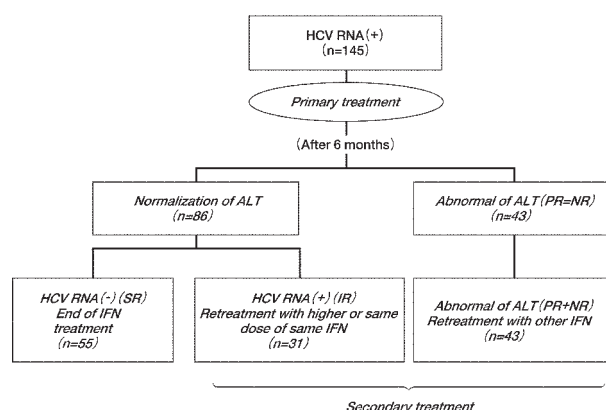 HCV RNA(+)
(n=145)
Primary treatment
(After 6 months)
Normalization of ALT
(n=86)
Abnormal of ALT(PR=NR)
(n=43)
HCV RNA(-)(SR)
End of IFN
treatment
(n=55)
HCV RNA(+)(IR)
Retreatment with higher or same
dose of same IFN
(n=31)
Abnormal of ALT(PR+NR)
Retreatment with other IFN
(n=43)
Secondary treatment